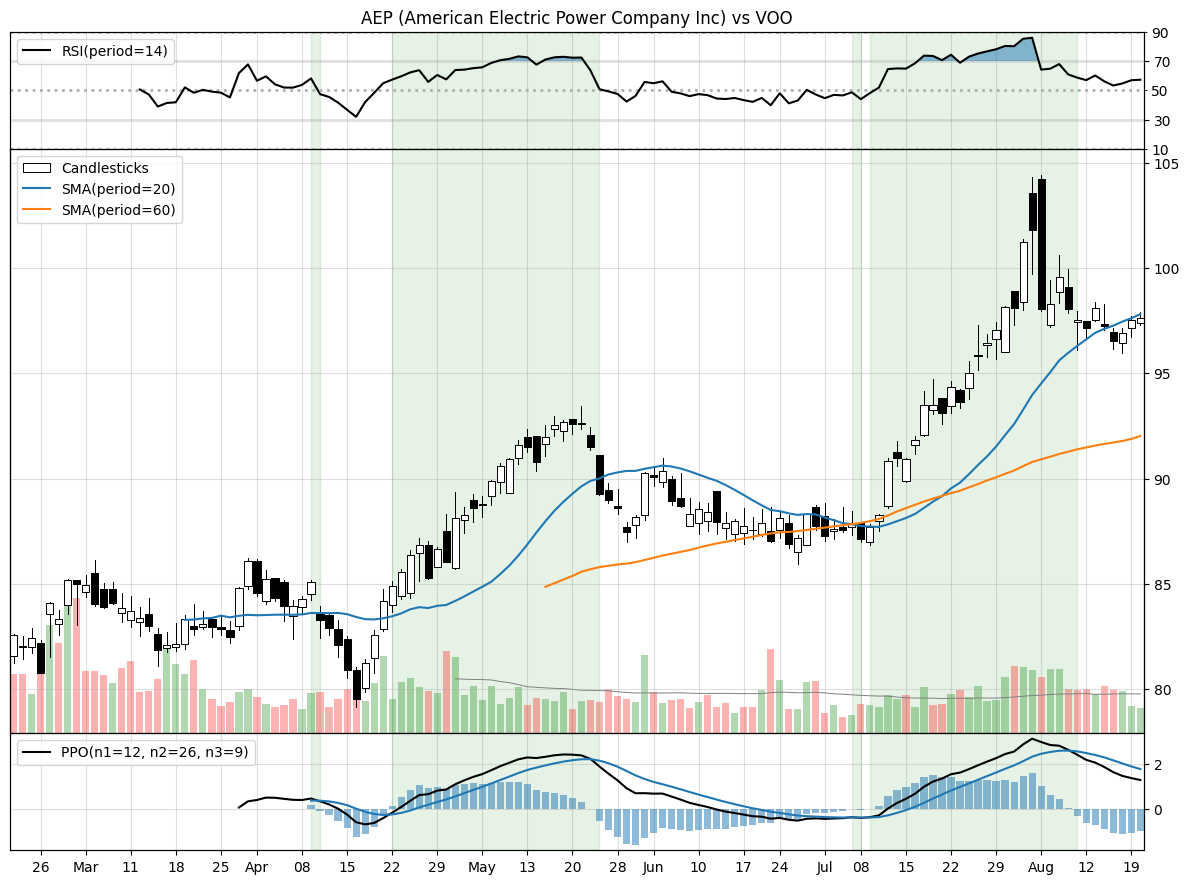 AEP (American Electric Power Company Inc) vs VOO
RSI(period=14)
90
70
50
30
10
Candlesticks
SMA(period=20)
SMA(period=60)
105
100
95
90
85
80
PPO(n1=12, n2=26, n3=9)
2
0
26 Mar 11 18 25 Apr 08 15 22 29 May 13 20 28 Jun 10 17 24 Jul 08 15 22 29 Aug 12 19